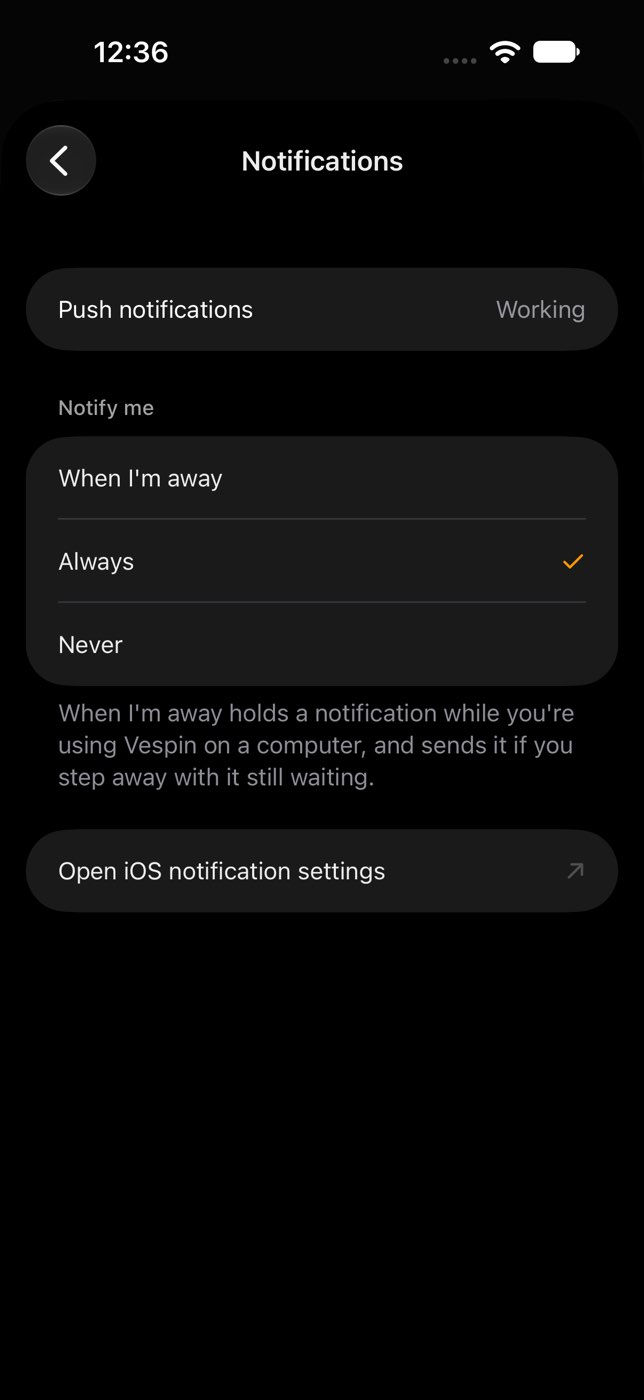 12:36
Notifications
Push notifications Working
Notify me
When I'm away
Always
Never
When I'm away holds a notification while you're
using Vespin on a computer, and sends it if you
step away with it still waiting.
Open iOS notification settings